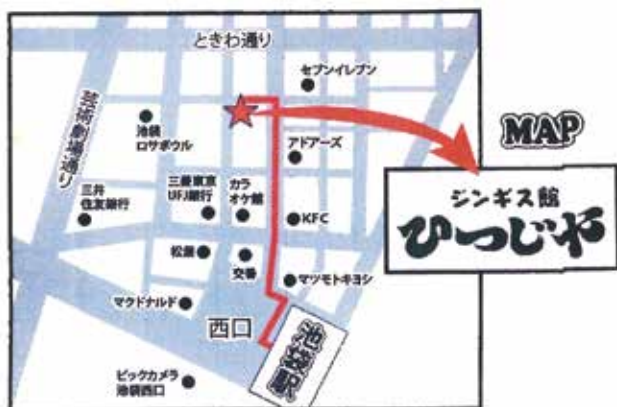 ときわ通り
セブンイレブン
芸術劇場通り
池袋
ロサボウル
アドアーズ
MAP
三井
住友銀行
三菱東京
UFJ銀行
カラ
オケ館
KFC
ジンギス館
ひつじや
松屋
交番
マツモトキヨシ
マクドナルド
西口
池袋駅
ビックカメラ
池袋西口